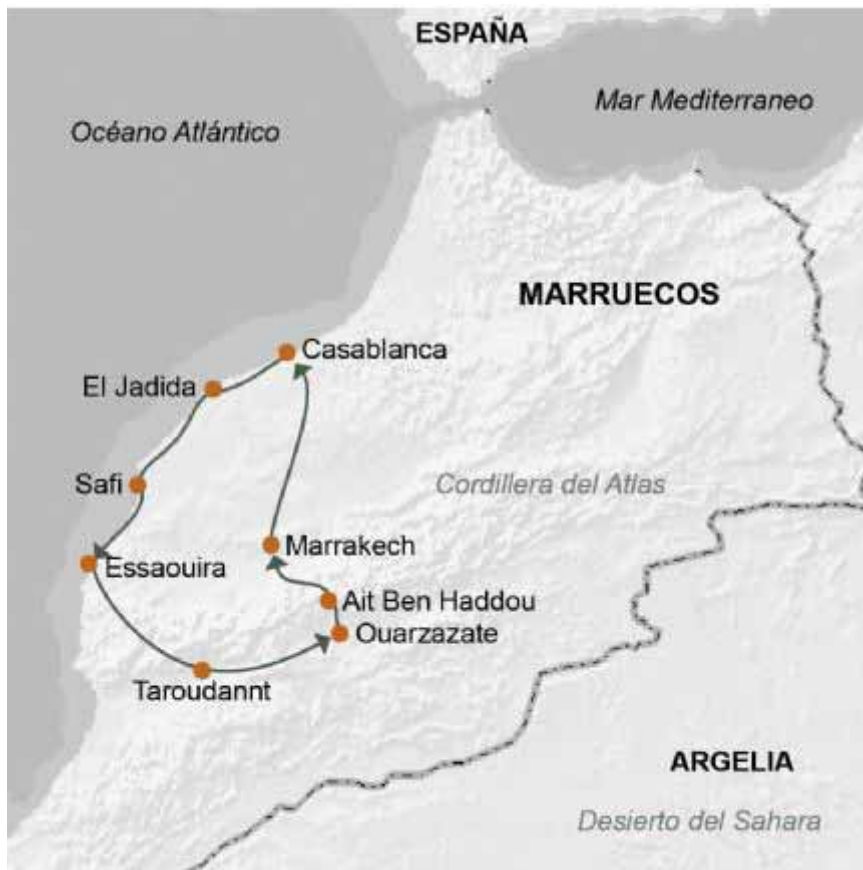 ESPAÑA
Mar Mediterraneo
Océano Atlántico
MARRUECOS
Casablanca
El Jadida
Safi
Cordillera del Atlas
Marrakech
Essaouira
Ait Ben Haddou
Ouarzazate
Taroudannt
ARGELIA
Desierto del Sahara